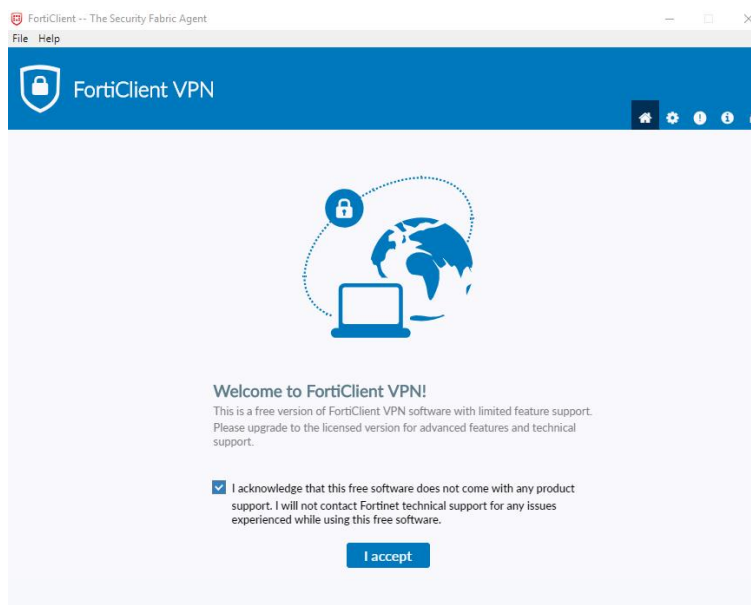 FortiClient -- The Security Fabric Agent
File Help
FortiClient VPN
Welcome to FortiClient VPN!
This is a free version of FortiClient VPN software with limited feature support.
Please upgrade to the licensed version for advanced features and technical
support.
I acknowledge that this free software does not come with any product
support. I will not contact Fortinet technical support for any issues
experienced while using this free software.
I accept